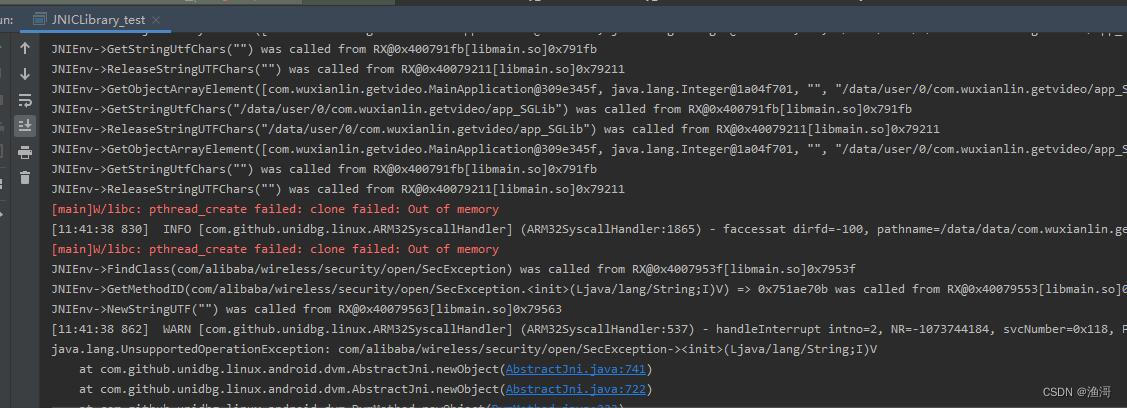 un: JNICLibrary_test ×
JNIEnv->GetStringUtfChars("") was called from RX@0x400791fb[libmain.so]0x791fb
JNIEnv->ReleaseStringUTFChars("") was called from RX@0x40079211[libmain.so]0x79211
JNIEnv->GetObjectArrayElement([com.wuxianlin.getvideo.MainApplication@309e345f, java.lang.Integer@1a04f701, "", "/data/user/0/com.wuxianlin.getvideo/app_S
JNIEnv->GetStringUtfChars("/data/user/0/com.wuxianlin.getvideo/app_SGLib") was called from RX@0x400791fb[libmain.so]0x791fb
JNIEnv->ReleaseStringUTFChars("/data/user/0/com.wuxianlin.getvideo/app_SGLib") was called from RX@0x40079211[libmain.so]0x79211
JNIEnv->GetObjectArrayElement([com.wuxianlin.getvideo.MainApplication@309e345f, java.lang.Integer@1a04f701, "", "/data/user/0/com.wuxianlin.getvideo/app_S
JNIEnv->GetStringUtfChars("") was called from RX@0x400791fb[libmain.so]0x791fb
JNIEnv->ReleaseStringUTFChars("") was called from RX@0x40079211[libmain.so]0x79211
[main]W/libc: pthread_create failed: clone failed: Out of memory
[11:41:38 830]  INFO [com.github.unidbg.linux.ARM32SyscallHandler] (ARM32SyscallHandler:1865) - faccessat dirfd=-100, pathname=/data/data/com.wuxianlin.ge
[main]W/libc: pthread_create failed: clone failed: Out of memory
JNIEnv->FindClass(com/alibaba/wireless/security/open/SecException) was called from RX@0x4007953f[libmain.so]0x7953f
JNIEnv->GetMethodID(com/alibaba/wireless/security/open/SecException.<init>(Ljava/lang/String;I)V) => 0x751ae70b was called from RX@0x40079553[libmain.so]0
JNIEnv->NewStringUTF("") was called from RX@0x40079563[libmain.so]0x79563
[11:41:38 862]  WARN [com.github.unidbg.linux.ARM32SyscallHandler] (ARM32SyscallHandler:537) - handleInterrupt intno=2, NR=-1073744184, svcNumber=0x118, P
java.lang.UnsupportedOperationException: com/alibaba/wireless/security/open/SecException-><init>(Ljava/lang/String;I)V
at com.github.unidbg.linux.android.dvm.AbstractJni.newObject(AbstractJni.java:741)
at com.github.unidbg.linux.android.dvm.AbstractJni.newObject(AbstractJni.java:722)
CSDN @渔哥